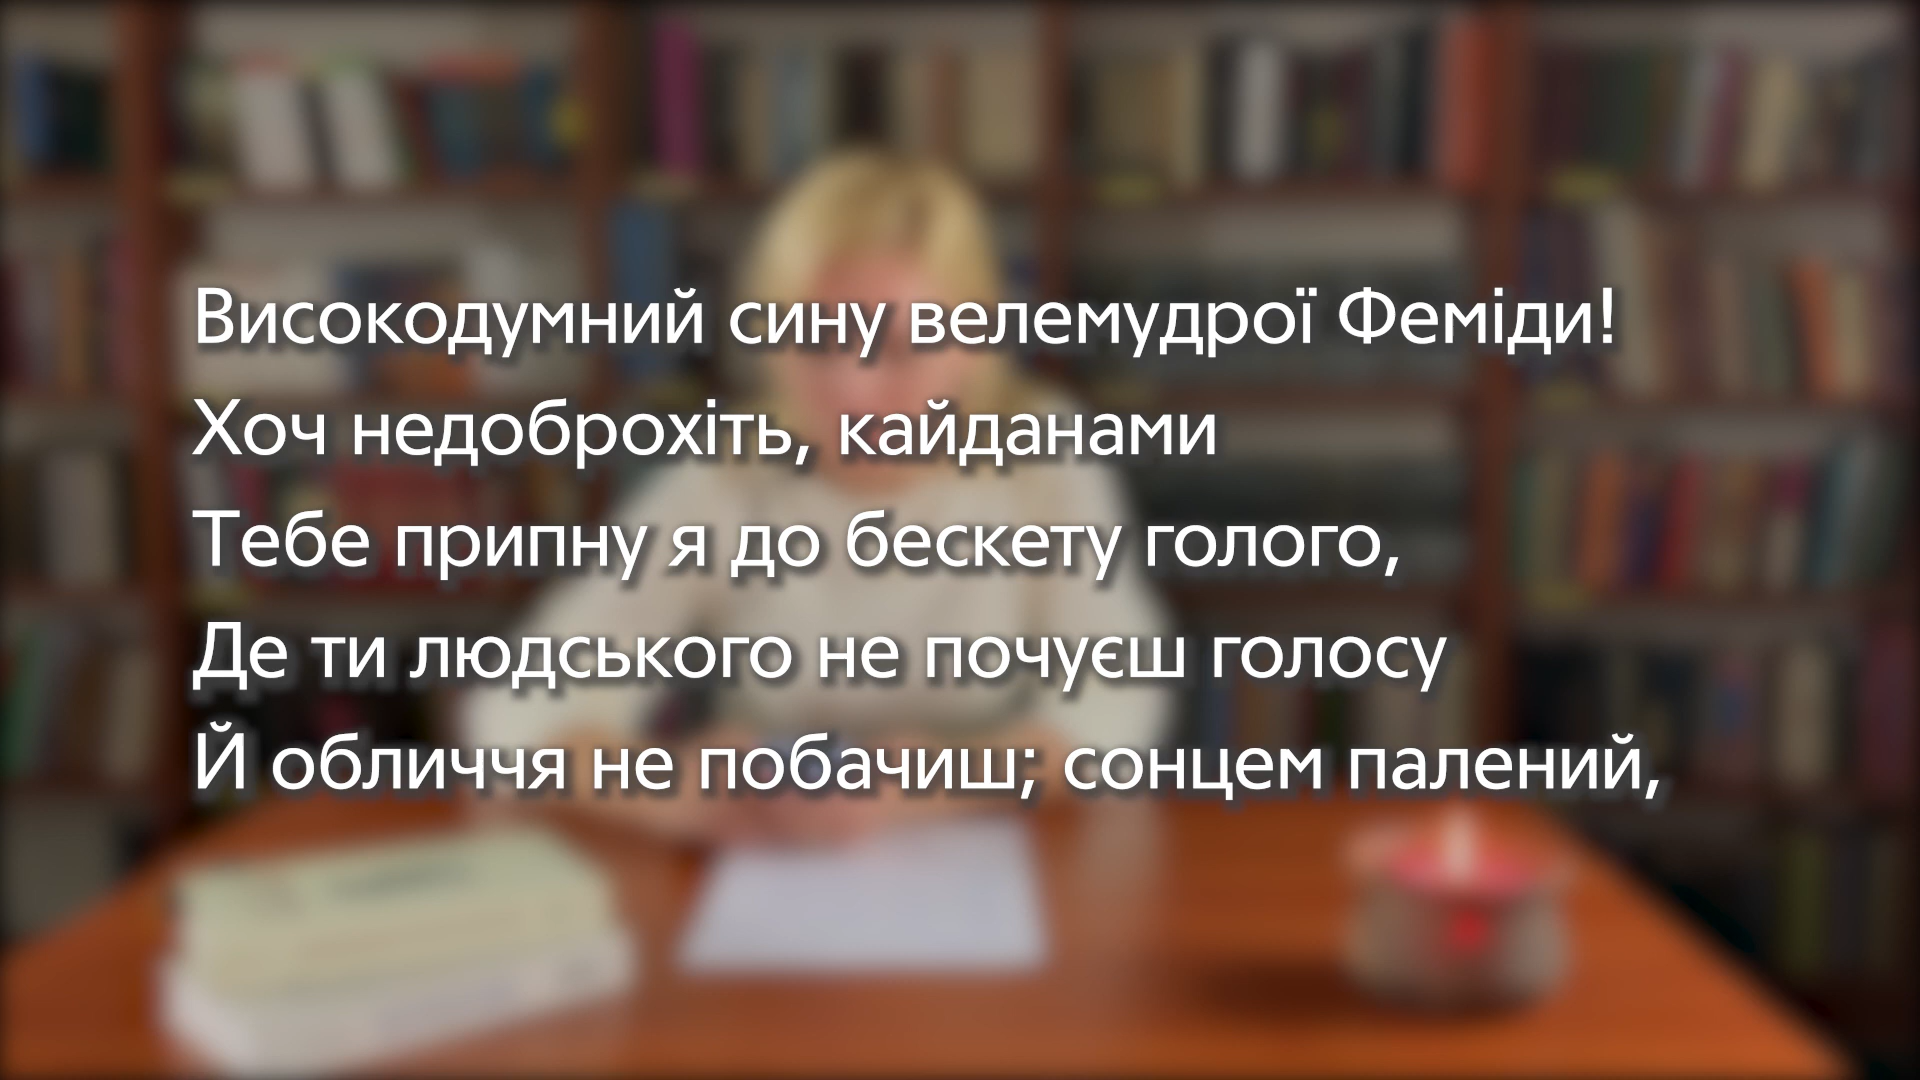 Високодумний сину велемудрої Феміди!
Хоч недоброхіть, кайданами
Тебе припну я до бескету голого,
Де ти людського не почуєш голосу
Й обличчя не побачиш; сонцем палений,